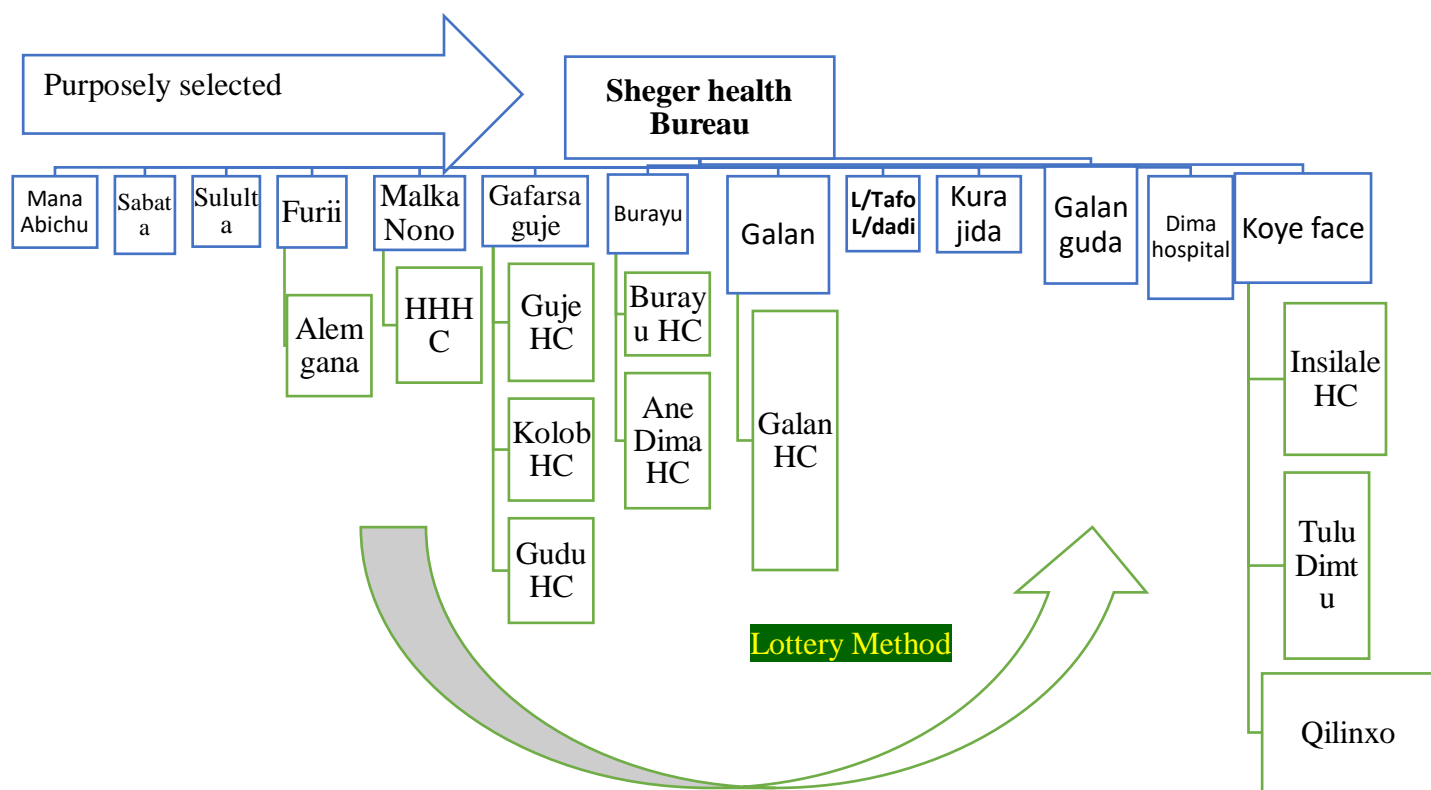 Purposely selected
Sheger health
Bureau
Mana
Abichu
Sabat
a
Sulult
a
Furii
Malka
Nono
Gafarsa
guje
Burayu
Galan
L/Tafo
L/dadi
Kura
jida
Galan
guda
Dima
hospital
Koye face
Alem
gana
HHH
C
Guje
HC
Kolob
HC
Gudu
HC
Buray
u HC
Ane
Dima
HC
Galan
HC
Insilale
HC
Tulu
Dimt
u
Qilinxo
Lottery Method